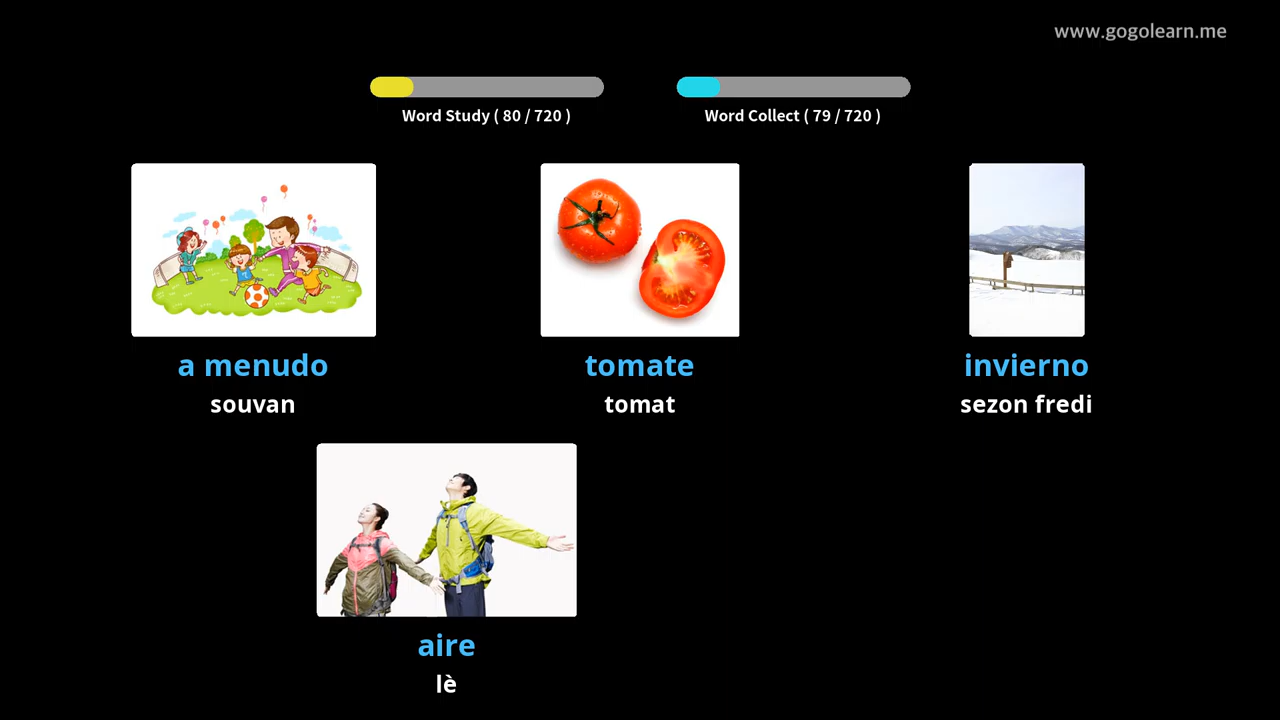 www.gogolearn.me
Word Study ( 80 / 720 )
Word Collect ( 79 / 720 )
a menudo
souvan
tomate
tomat
invierno
sezon fredi
aire
lè